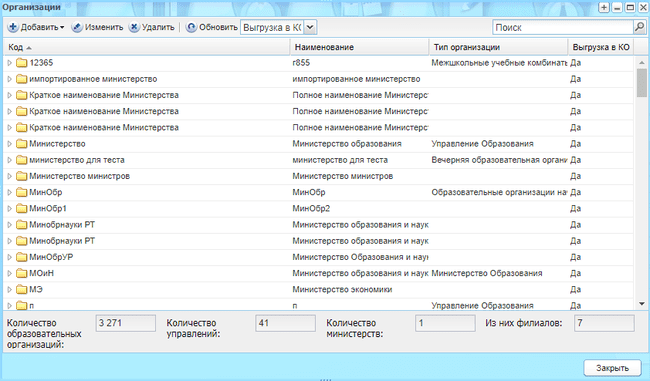 Организации
Добавить Изменить Удалить Обновить Выгрузка в КО Поиск
Код Наименование Тип организации Выгрузка в КО
12365 r855 Межшкольные учебные комбинаты Да
импортированное министерство импортированное министерство Да
Краткое наименование Министерства Полное наименование Министерс Да
Краткое наименование Министерства Полное наименование Министерс Да
Краткое наименование Министерства Полное наименование Министерс Да
Министерство Министерство образования Управление Образования Да
министерство для теста министерство для теста Вечерняя образовательная органи Да
Министерство министров Министерство министров Да
МинОбр МинОбр Образовательные организации на Да
МинОбр1 МинОбр2 Да
Минобрнауки РТ Министерство образования и наук Да
Минобрнауки РТ Министерство образования и наук Да
МинОбрУР Министерство Образования и наук Да
МОиН Министерство образования и наук Министерство Образования Да
МЭ Министерство экономики Да
п п Управление Образования Да
Количество образовательных организаций: 3 271 Количество управлений: 41 Количество министерств: 1 Из них филиалов: 7
Закрыть